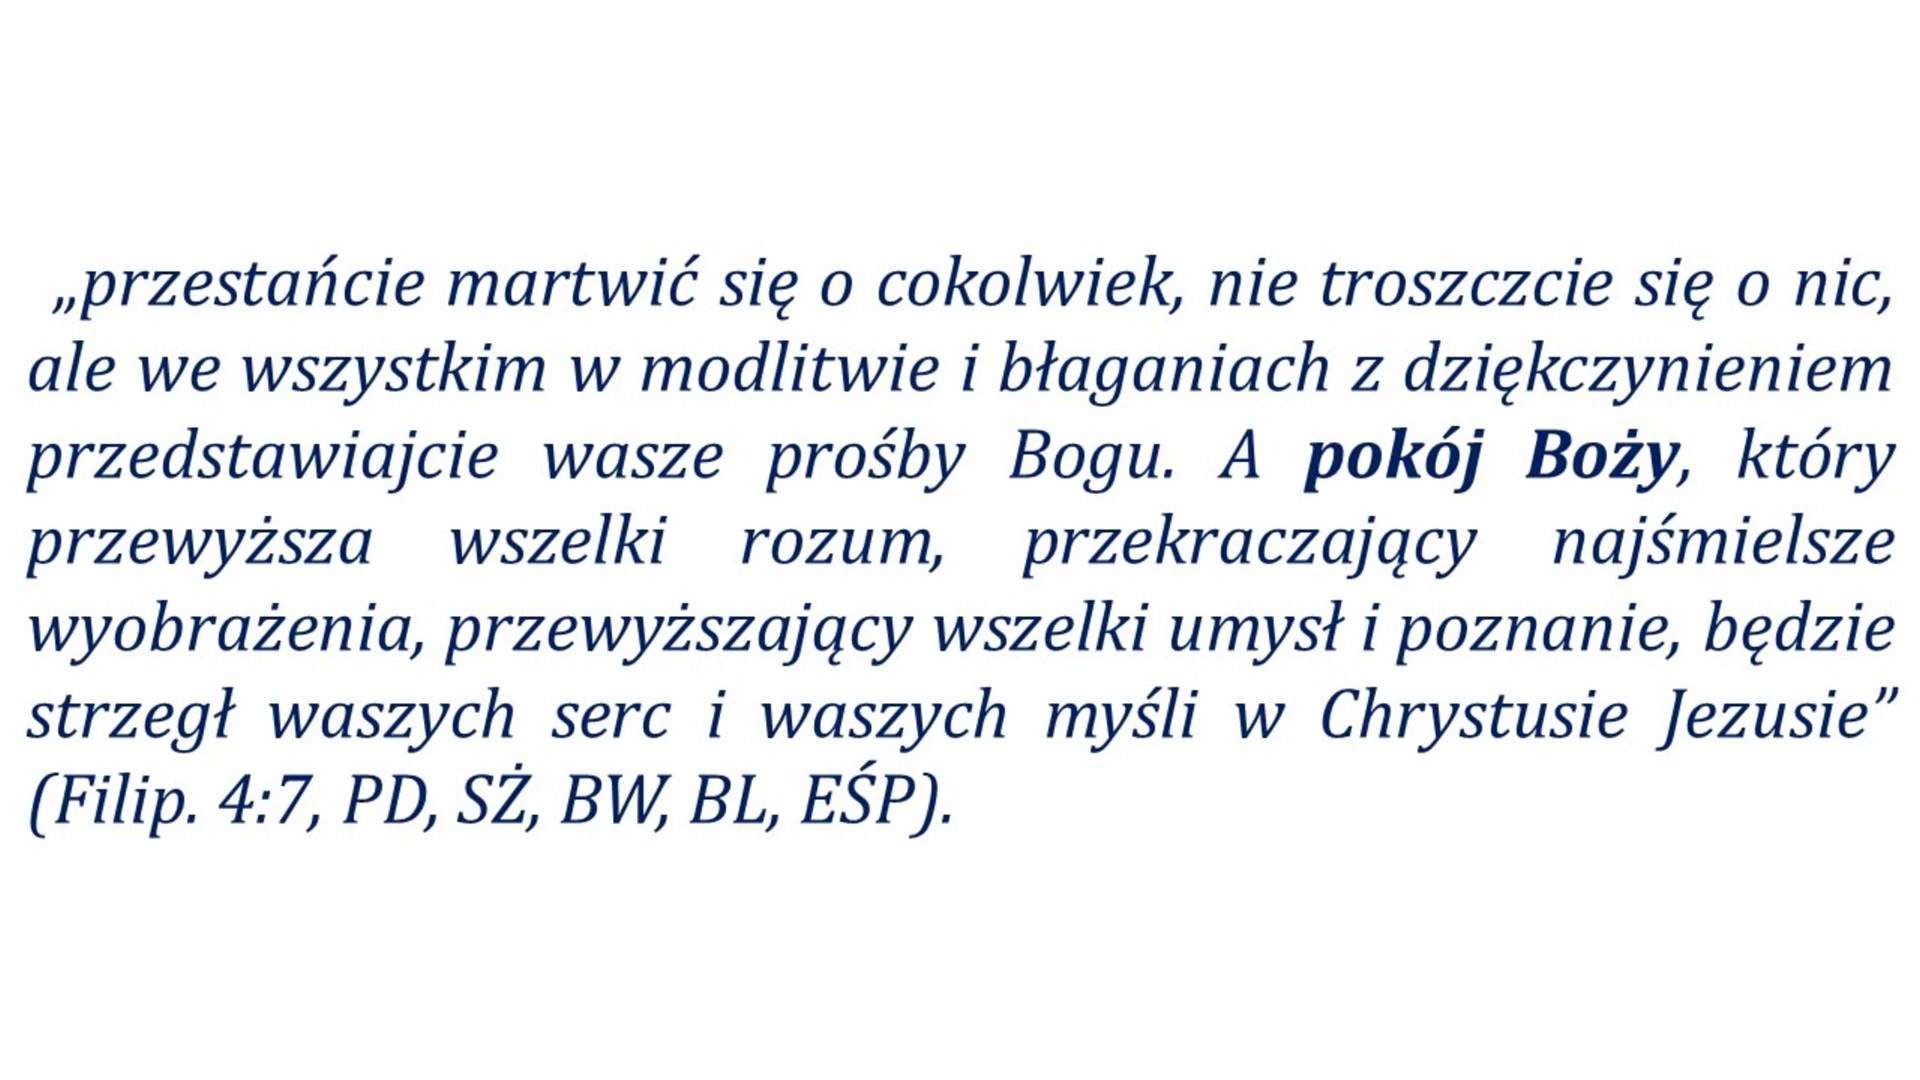 „przestańcie martwić się o cokolwiek, nie troszczcie się o nic,
ale we wszystkim w modlitwie i błaganiach z dziękczynieniem
przedstawiajcie wasze prośby Bogu. A pokój Boży, który
przewyższa wszelki rozum, przekraczający najśmielsze
wyobrażenia, przewyższający wszelki umysł i poznanie, będzie
strzegł waszych serc i waszych myśli w Chrystusie Jezusie”
(Filip. 4:7, PD, SŻ, BW, BL, EŚP).